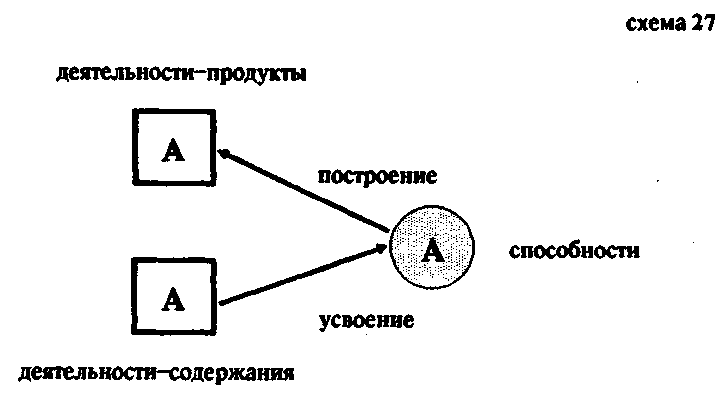 схема 27
деятельности-продукты
А
построение
А
способности
А
усвоение
деятельности-содержания